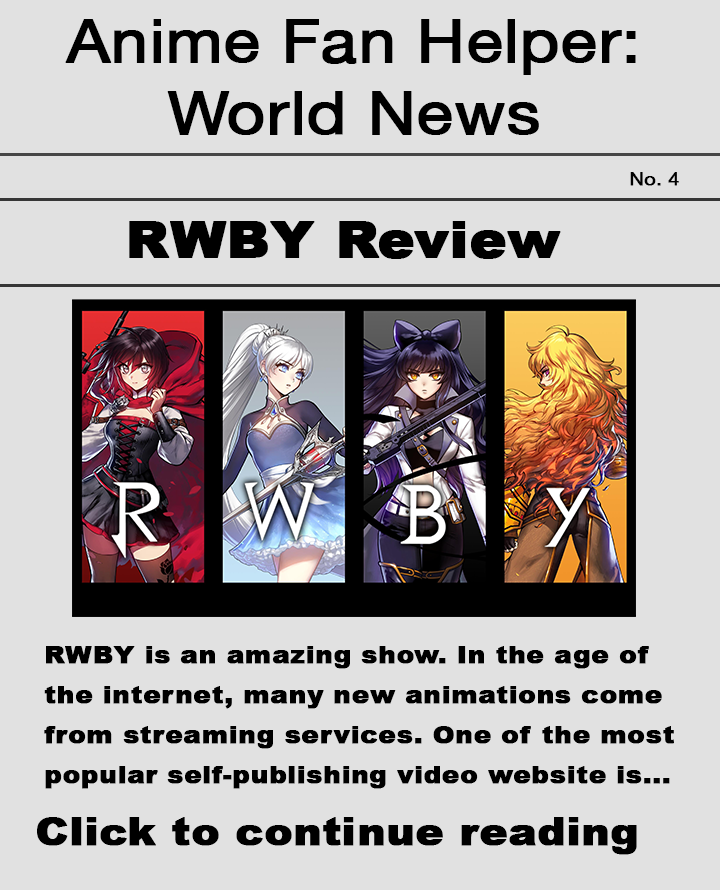 Anime Fan Helper:
World News
No. 4
RWBY Review
R W B Y
RWBY is an amazing show. In the age of
the internet, many new animations come
from streaming services. One of the most
popular self-publishing video website is...
Click to continue reading